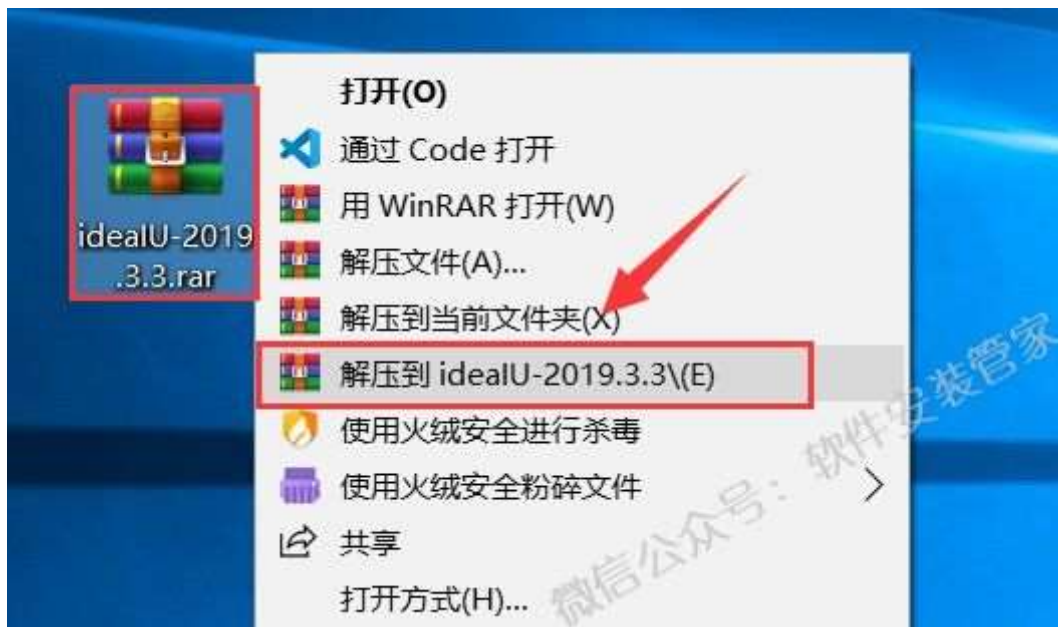 ideaIU-2019
.3.3.rar
打开(O)
通过 Code 打开
用 WinRAR 打开(W)
解压文件(A)...
解压到当前文件夹(X)
解压到 ideaIU-2019.3.3\(E)
使用火绒安全进行杀毒
使用火绒安全粉碎文件
共享
打开方式(H)...
微信公众号：软件安装管家